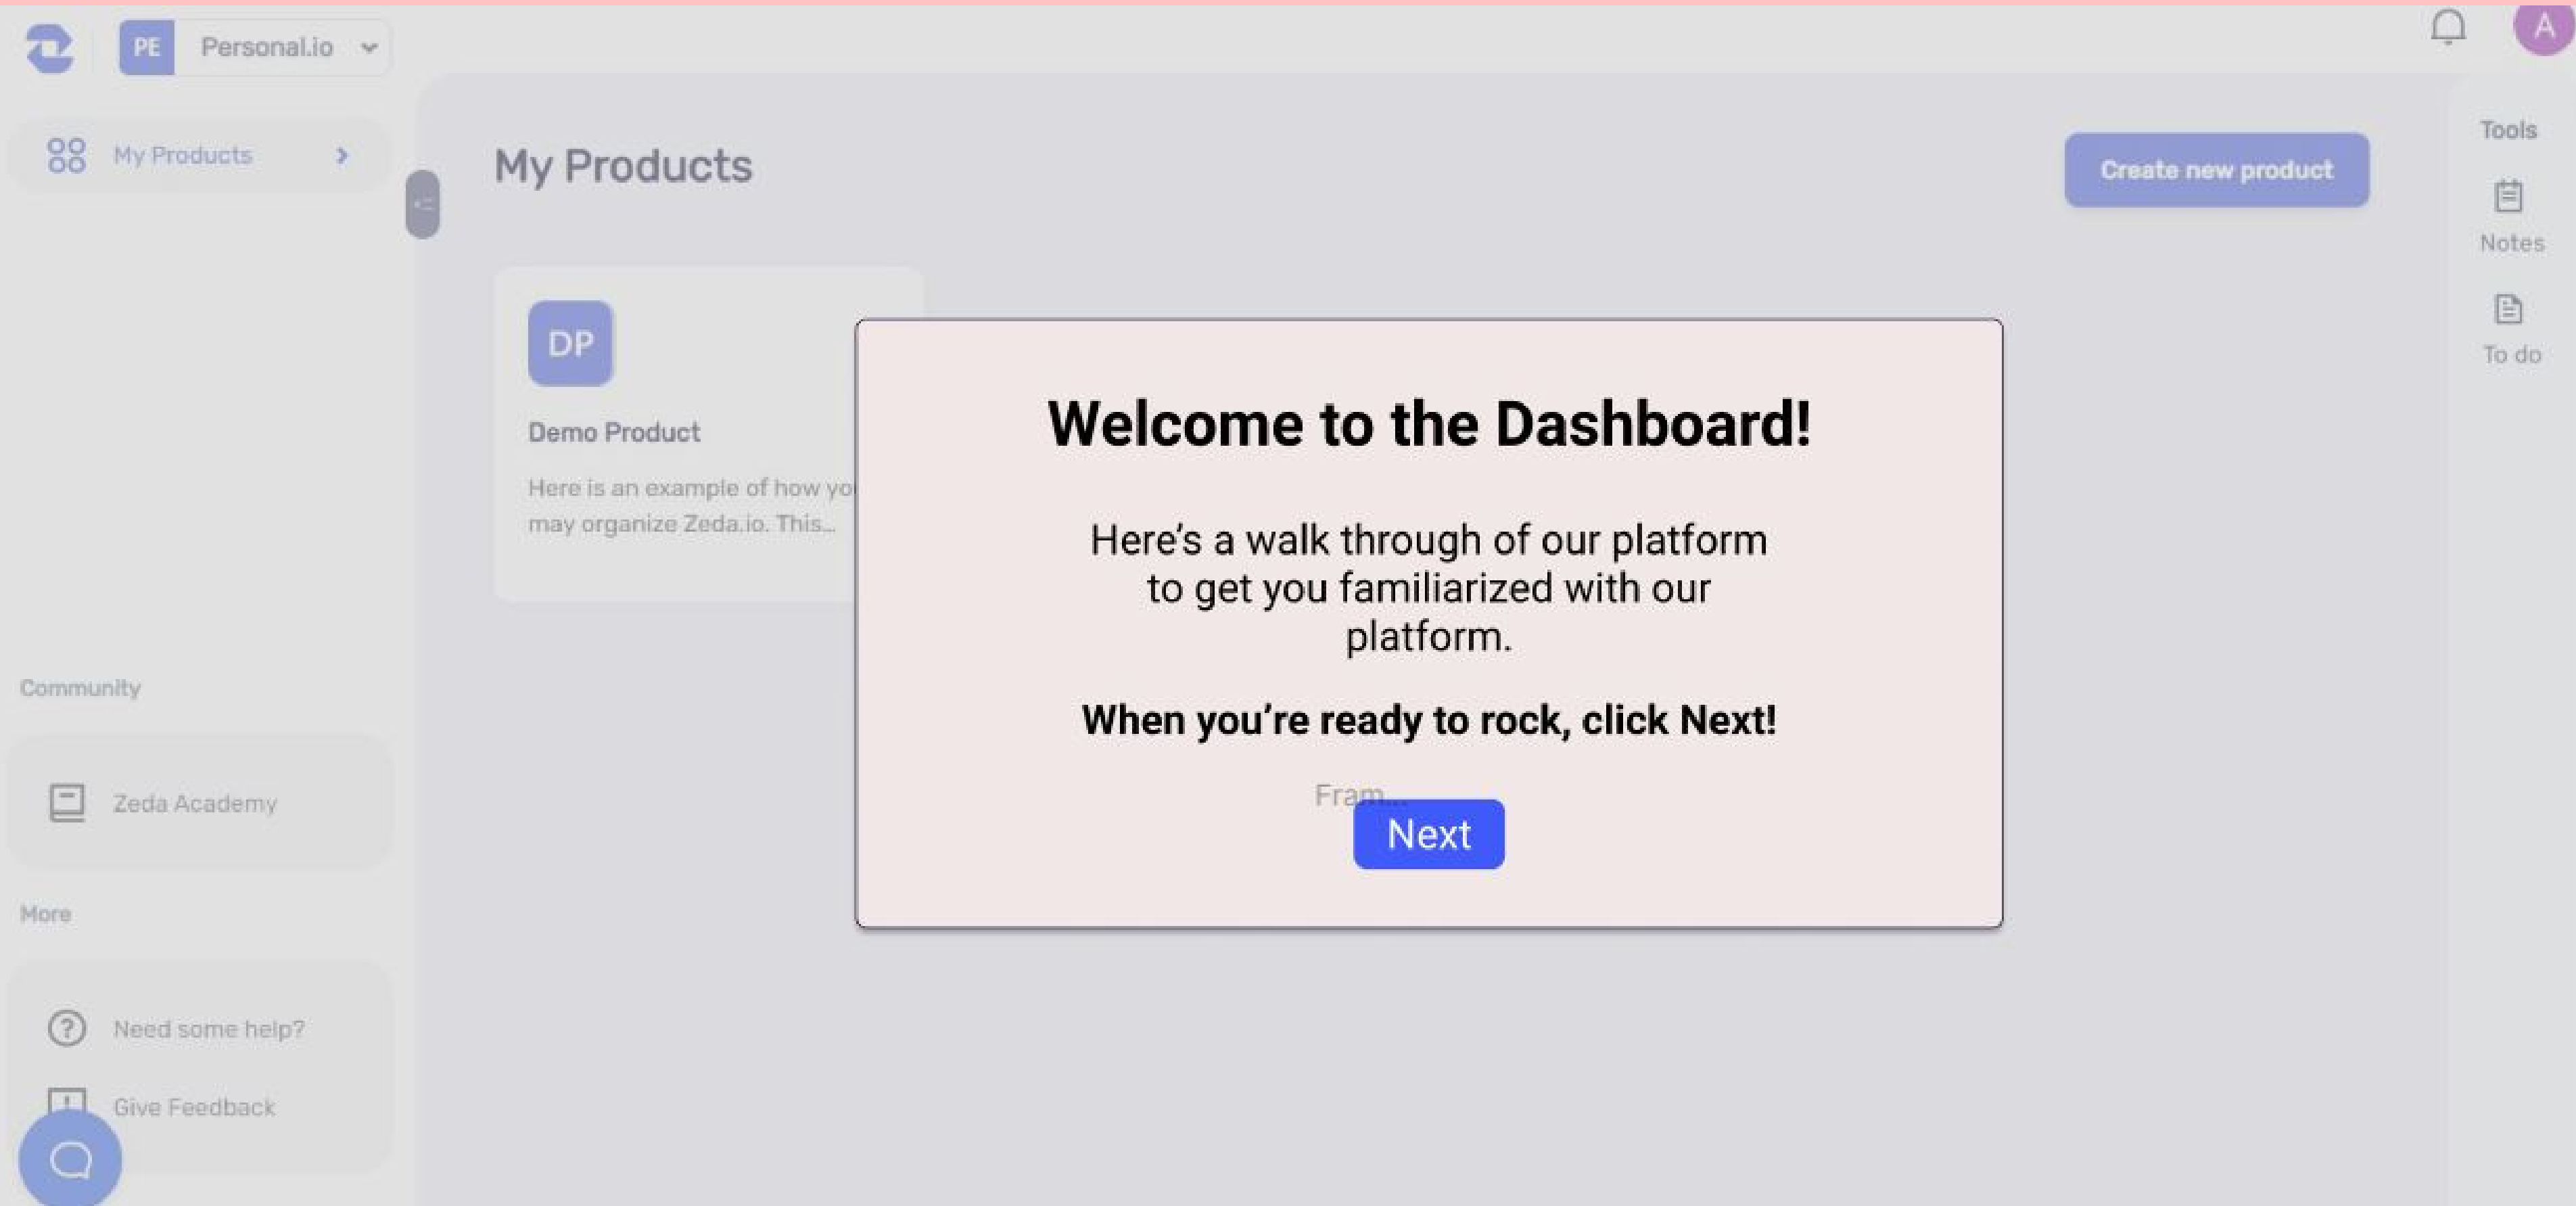 PE
Personal.io
A
My Products
My Products
Create new product
Tools
Notes
To do
DP
Demo Product
Here is an example of how yo
may organize Zeda.io. This...
Welcome to the Dashboard!
Here’s a walk through of our platform
to get you familiarized with our
platform.
When you’re ready to rock, click Next!
Fram...
Next
Community
Zeda Academy
More
Need some help?
Give Feedback